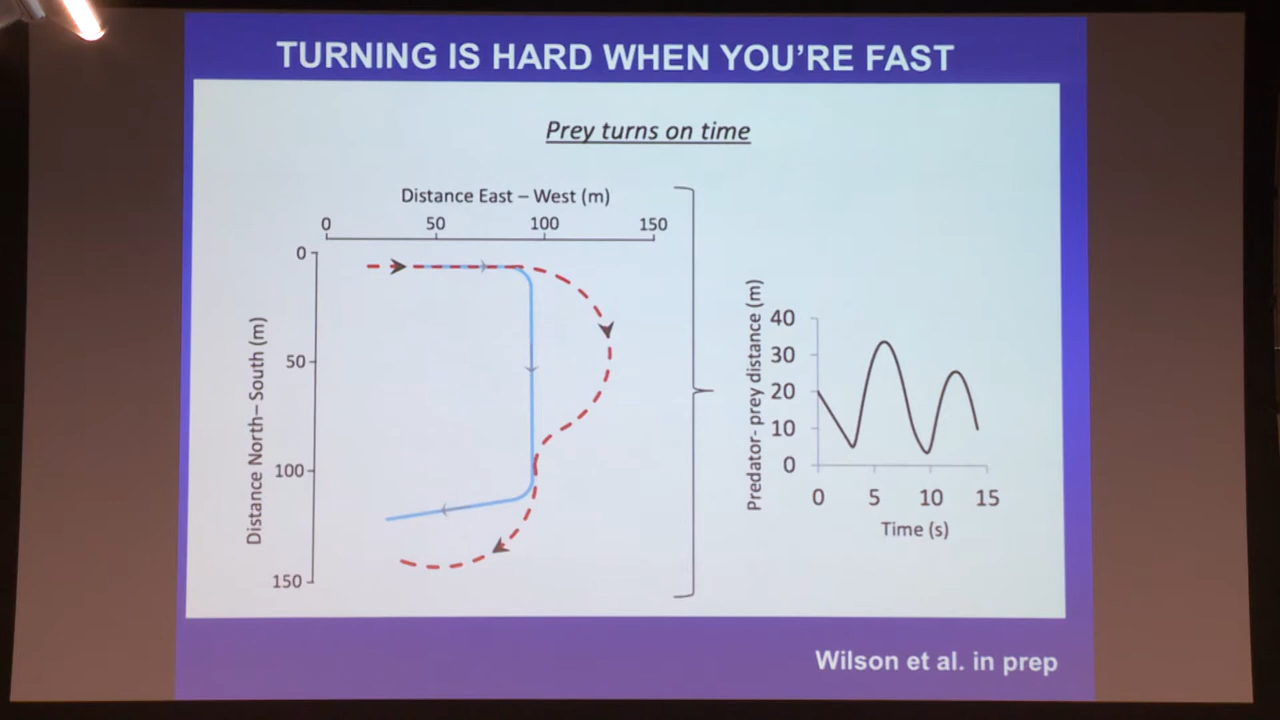 TURNING IS HARD WHEN YOU'RE FAST
Prey turns on time
Distance East – West (m)
0 50 100 150
Distance North– South (m)
0
50
100
150
Predator- prey distance (m)
40
30
20
10
0
0 5 10 15
Time (s)
Wilson et al. in prep